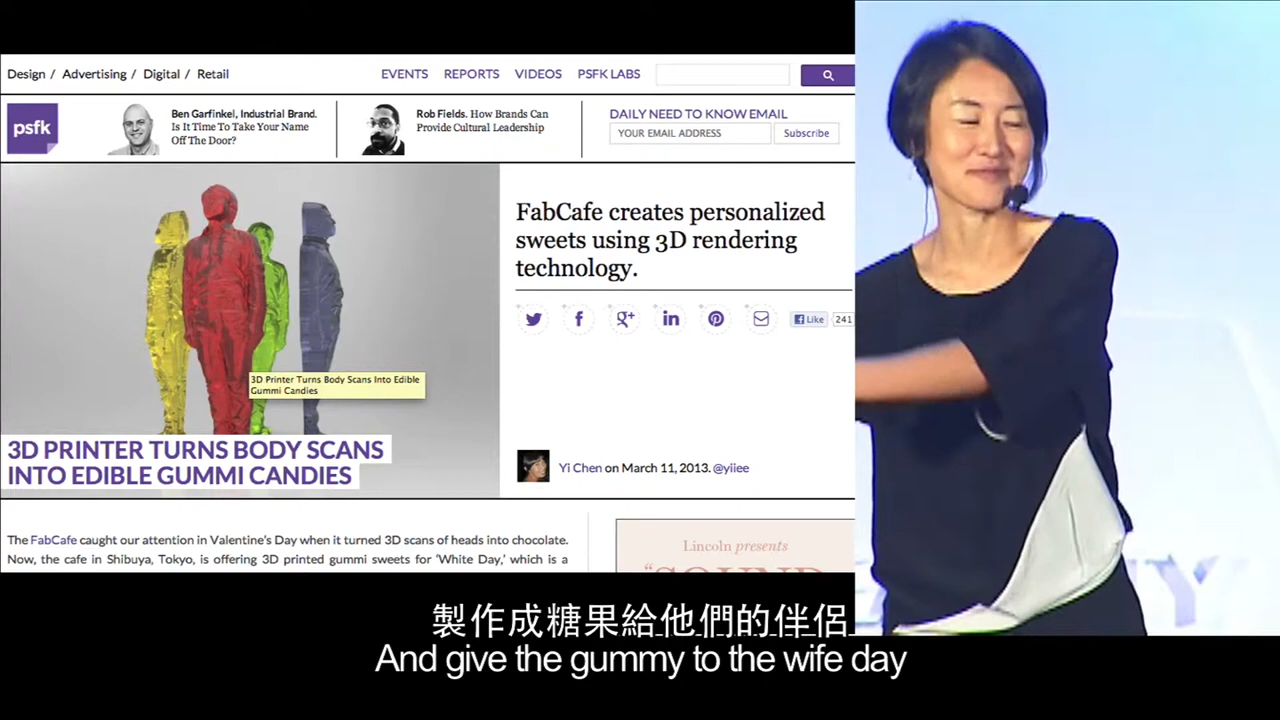 Design / Advertising / Digital / Retail
EVENTS REPORTS VIDEOS PSFK LABS
psfk
Ben Garfinkel, Industrial Brand.
Is It Time To Take Your Name
Off The Door?
Rob Fields. How Brands Can
Provide Cultural Leadership
DAILY NEED TO KNOW EMAIL
YOUR EMAIL ADDRESS Subscribe
FabCafe creates personalized
sweets using 3D rendering
technology.
Like 241
3D Printer Turns Body Scans Into Edible
Gummi Candies
3D PRINTER TURNS BODY SCANS
INTO EDIBLE GUMMI CANDIES
Yi Chen on March 11, 2013. @yiiee
The FabCafe caught our attention in Valentine's Day when it turned 3D scans of heads into chocolate.
Now, the cafe in Shibuya, Tokyo, is offering 3D printed gummi sweets for 'White Day,' which is a
Lincoln presents
製作成糖果給他們的伴侶
And give the gummy to the wife day